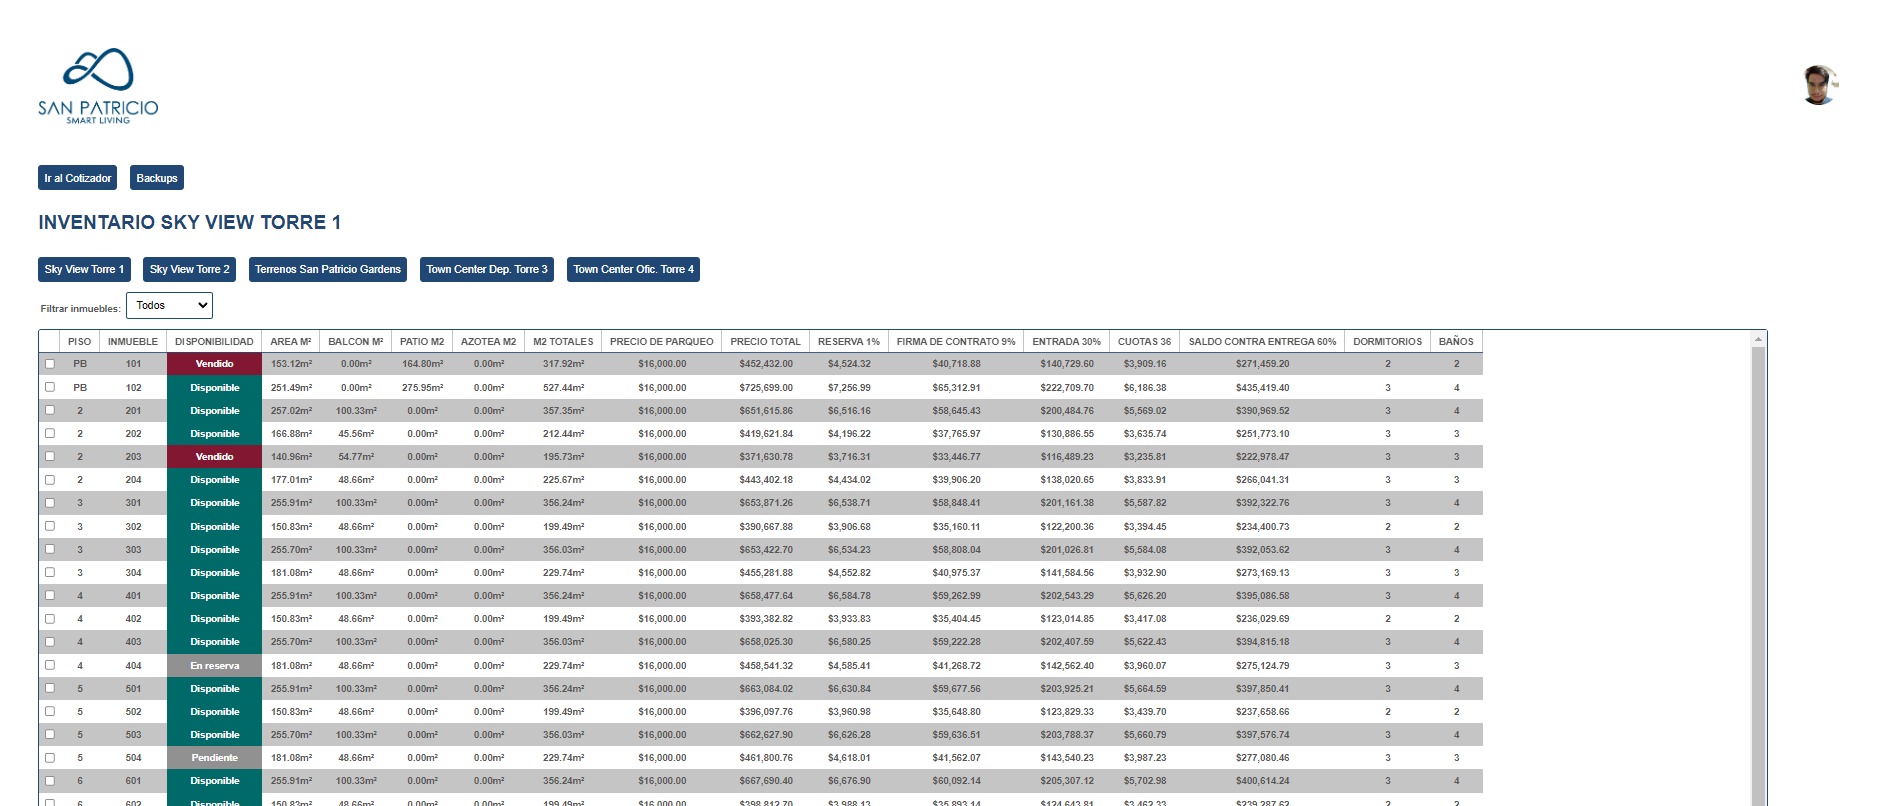 SAN PATRICIO
SMART LIVING
Ir al Cotizador Backups
INVENTARIO SKY VIEW TORRE 1
Sky View Torre 1 Sky View Torre 2 Terrenos San Patricio Gardens Town Center Dep. Torre 3 Town Center Ofic. Torre 4
Filtrar inmuebles: Todos
PISO INMUEBLE DISPONIBILIDAD AREA M² BALCON M² PATIO M2 AZOTEA M2 M2 TOTALES PRECIO DE PARQUEO PRECIO TOTAL RESERVA 1% FIRMA DE CONTRATO 9% ENTRADA 30% CUOTAS 36 SALDO CONTRA ENTREGA 60% DORMITORIOS BAÑOS
PB 101 Vendido 153.12m² 0.00m² 164.80m² 0.00m² 317.92m² $16,000.00 $452,432.00 $4,524.32 $40,718.88 $140,729.60 $3,909.16 $271,459.20 2 2
PB 102 Disponible 251.49m² 0.00m² 275.95m² 0.00m² 527.44m² $16,000.00 $725,699.00 $7,256.99 $65,312.91 $222,709.70 $6,186.38 $435,419.40 3 4
2 201 Disponible 257.02m² 100.33m² 0.00m² 0.00m² 357.35m² $16,000.00 $651,615.86 $6,516.16 $58,645.43 $200,484.76 $5,569.02 $390,969.52 3 4
2 202 Disponible 166.88m² 45.56m² 0.00m² 0.00m² 212.44m² $16,000.00 $419,621.84 $4,196.22 $37,765.97 $130,886.55 $3,635.74 $251,773.10 3 3
2 203 Vendido 140.96m² 54.77m² 0.00m² 0.00m² 195.73m² $16,000.00 $371,630.78 $3,716.31 $33,446.77 $116,489.23 $3,235.81 $222,978.47 3 3
2 204 Disponible 177.01m² 48.66m² 0.00m² 0.00m² 225.67m² $16,000.00 $443,402.18 $4,434.02 $39,906.20 $138,020.65 $3,833.91 $266,041.31 3 3
3 301 Disponible 255.91m² 100.33m² 0.00m² 0.00m² 356.24m² $16,000.00 $653,871.26 $6,538.71 $58,848.41 $201,161.38 $5,587.82 $392,322.76 3 4
3 302 Disponible 150.83m² 48.66m² 0.00m² 0.00m² 199.49m² $16,000.00 $390,667.88 $3,906.68 $35,160.11 $122,200.36 $3,394.45 $234,400.73 2 2
3 303 Disponible 255.70m² 100.33m² 0.00m² 0.00m² 356.03m² $16,000.00 $653,422.70 $6,534.23 $58,808.04 $201,026.81 $5,584.08 $392,053.62 3 4
3 304 Disponible 181.08m² 48.66m² 0.00m² 0.00m² 229.74m² $16,000.00 $455,281.88 $4,552.82 $40,975.37 $141,584.56 $3,932.90 $273,169.13 3 3
4 401 Disponible 255.91m² 100.33m² 0.00m² 0.00m² 356.24m² $16,000.00 $658,477.64 $6,584.78 $59,262.99 $202,543.29 $5,626.20 $395,086.58 3 4
4 402 Disponible 150.83m² 48.66m² 0.00m² 0.00m² 199.49m² $16,000.00 $393,382.82 $3,933.83 $35,404.45 $123,014.85 $3,417.08 $236,029.69 2 2
4 403 Disponible 255.70m² 100.33m² 0.00m² 0.00m² 356.03m² $16,000.00 $658,025.30 $6,580.25 $59,222.28 $202,407.59 $5,622.43 $394,815.18 3 4
4 404 En reserva 181.08m² 48.66m² 0.00m² 0.00m² 229.74m² $16,000.00 $458,541.32 $4,585.41 $41,268.72 $142,562.40 $3,960.07 $275,124.79 3 3
5 501 Disponible 255.91m² 100.33m² 0.00m² 0.00m² 356.24m² $16,000.00 $663,084.02 $6,630.84 $59,677.56 $203,925.21 $5,664.59 $397,850.41 3 4
5 502 Disponible 150.83m² 48.66m² 0.00m² 0.00m² 199.49m² $16,000.00 $396,097.76 $3,960.98 $35,648.80 $123,829.33 $3,439.70 $237,658.66 2 2
5 503 Disponible 255.70m² 100.33m² 0.00m² 0.00m² 356.03m² $16,000.00 $662,627.90 $6,626.28 $59,636.51 $203,788.37 $5,660.79 $397,576.74 3 4
5 504 Pendiente 181.08m² 48.66m² 0.00m² 0.00m² 229.74m² $16,000.00 $461,800.76 $4,618.01 $41,562.07 $143,540.23 $3,987.23 $277,080.46 3 3
6 601 Disponible 255.91m² 100.33m² 0.00m² 0.00m² 356.24m² $16,000.00 $667,690.40 $6,676.90 $60,092.14 $205,307.12 $5,702.98 $400,614.24 3 4
6 602 Disponible 150.83m² 48.66m² 0.00m² 0.00m² 199.49m² $16,000.00 $398,812.70 $3,988.13 $35,893.14 $124,643.81 $3,462.33 $239,287.62 2 2